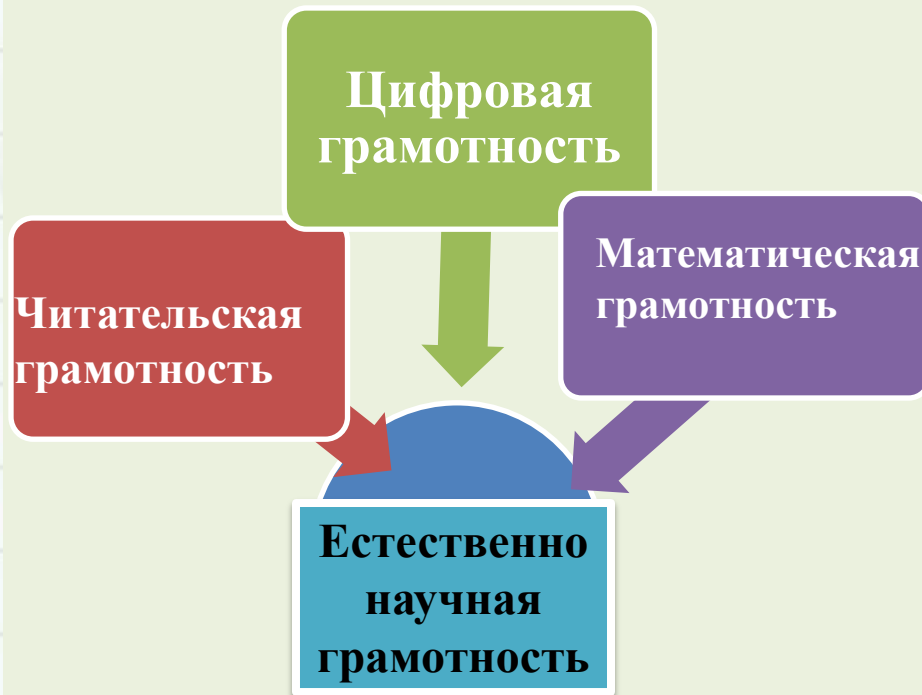 Цифровая
грамотность
Читательская
грамотность
Математическая
грамотность
Естественно
научная
грамотность